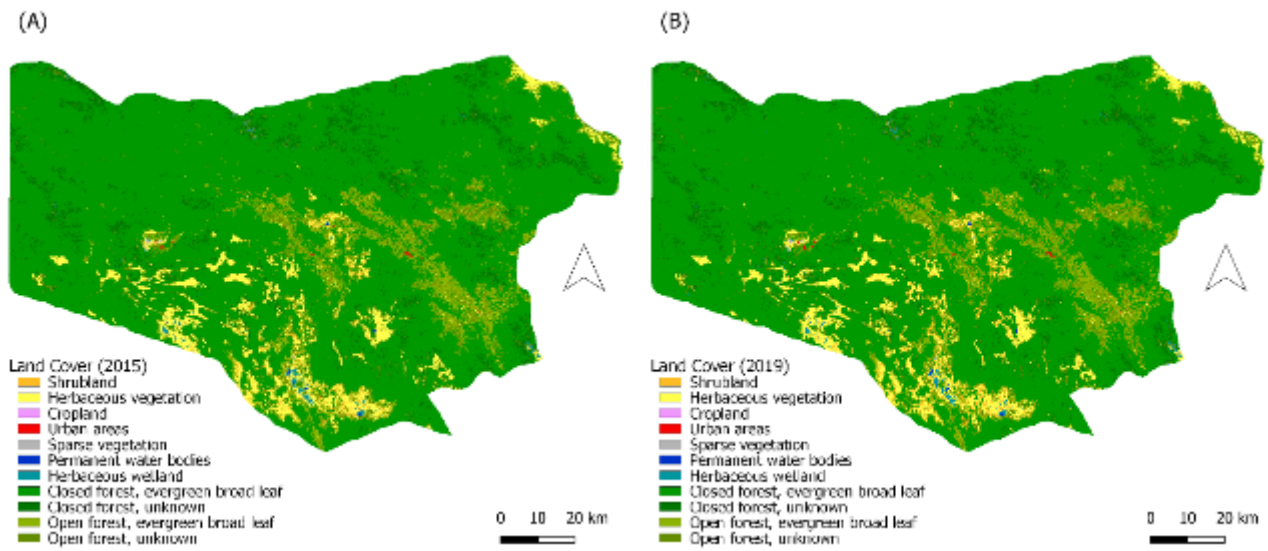 (A)
(B)
Land Cover (2015)
Shrubland
Herbaceous vegetation
Cropland
Urban areas
Sparse vegetation
Permanent water bodies
Herbaceous wetland
Closed forest, evergreen broad leaf
Closed forest, unknown
Open forest, evergreen broad leaf
Open forest, unknown
0 10 20 km
Land Cover (2019)
Shrubland
Herbaceous vegetation
Cropland
Urban areas
Sparse vegetation
Permanent water bodies
Herbaceous wetland
Closed forest, evergreen broad leaf
Closed forest, unknown
Open forest, evergreen broad leaf
Open forest, unknown
0 10 20 km